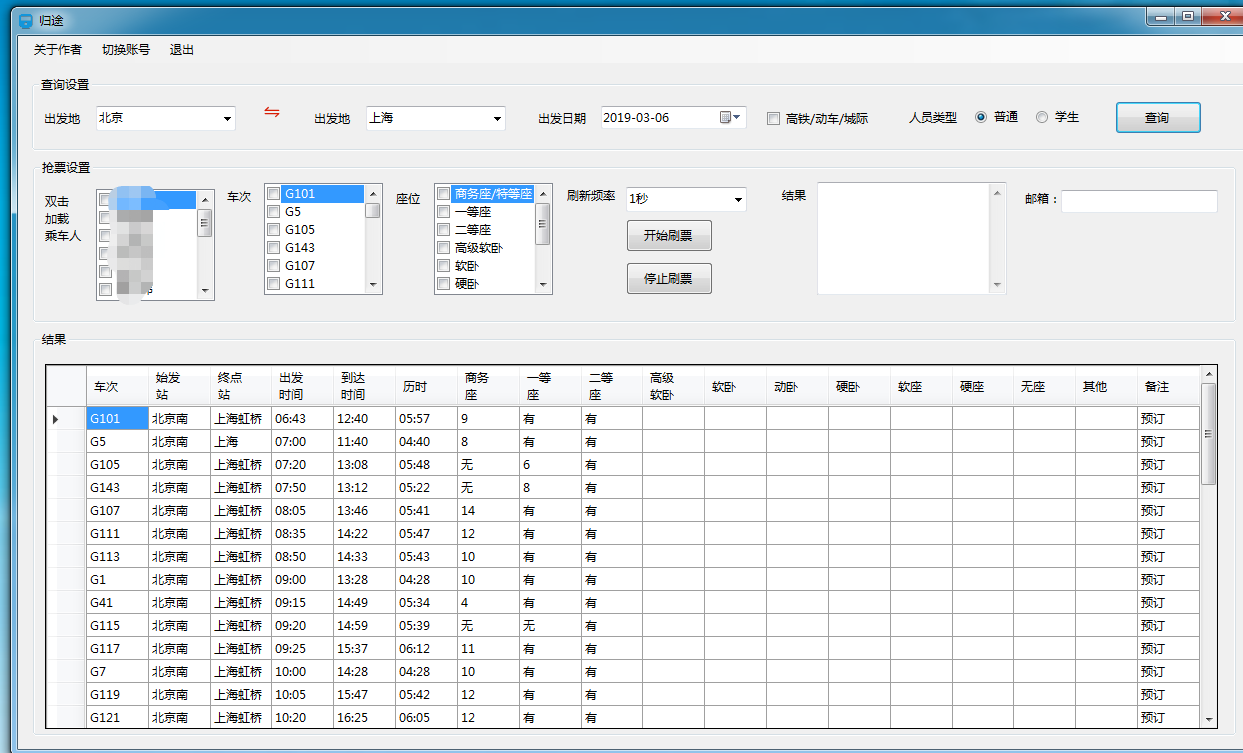 归途
关于作者 切换账号 退出
查询设置
出发地 北京 出发地 上海 出发日期 2019-03-06 高铁/动车/城际 人员类型 普通 学生 查询
抢票设置
双击
加载
乘车人
车次
G101
G5
G105
G143
G107
G111
座位
商务座/特等座
一等座
二等座
高级软卧
软卧
硬卧
刷新频率 1秒
开始刷票
停止刷票
结果
邮箱：
结果
车次 始发站 终点站 出发时间 到达时间 历时 商务座 一等座 二等座 高级软卧 软卧 动卧 硬卧 软座 硬座 无座 其他 备注
G101 北京南 上海虹桥 06:43 12:40 05:57 9 有 有 预订
G5 北京南 上海 07:00 11:40 04:40 8 有 有 预订
G105 北京南 上海虹桥 07:20 13:08 05:48 无 6 有 预订
G143 北京南 上海虹桥 07:50 13:12 05:22 无 8 有 预订
G107 北京南 上海虹桥 08:05 13:46 05:41 14 有 有 预订
G111 北京南 上海虹桥 08:35 14:22 05:47 12 有 有 预订
G113 北京南 上海虹桥 08:50 14:33 05:43 10 有 有 预订
G1 北京南 上海虹桥 09:00 13:28 04:28 10 有 有 预订
G41 北京南 上海虹桥 09:15 14:49 05:34 4 有 有 预订
G115 北京南 上海虹桥 09:20 14:59 05:39 无 无 有 预订
G117 北京南 上海虹桥 09:25 15:37 06:12 11 有 有 预订
G7 北京南 上海虹桥 10:00 14:28 04:28 10 有 有 预订
G119 北京南 上海虹桥 10:05 15:47 05:42 12 有 有 预订
G121 北京南 上海虹桥 10:20 16:25 06:05 12 有 有 预订